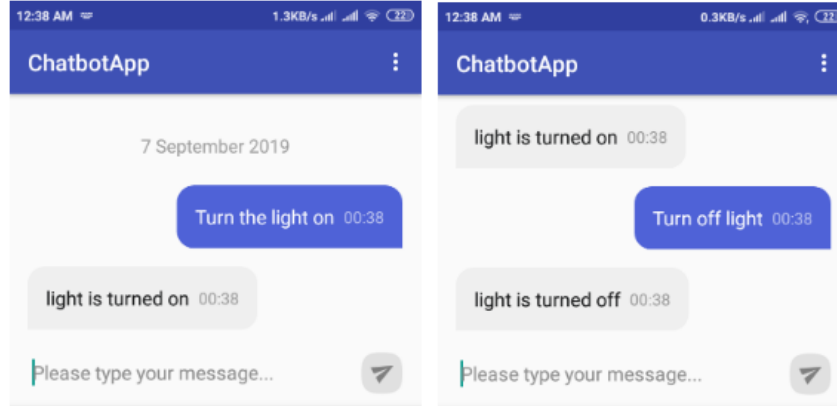 12:38 AM
1.3KB/s
22
ChatbotApp
7 September 2019
Turn the light on 00:38
light is turned on 00:38
Please type your message...
12:38 AM
0.3KB/s
22
ChatbotApp
light is turned on 00:38
Turn off light 00:38
light is turned off 00:38
Please type your message...